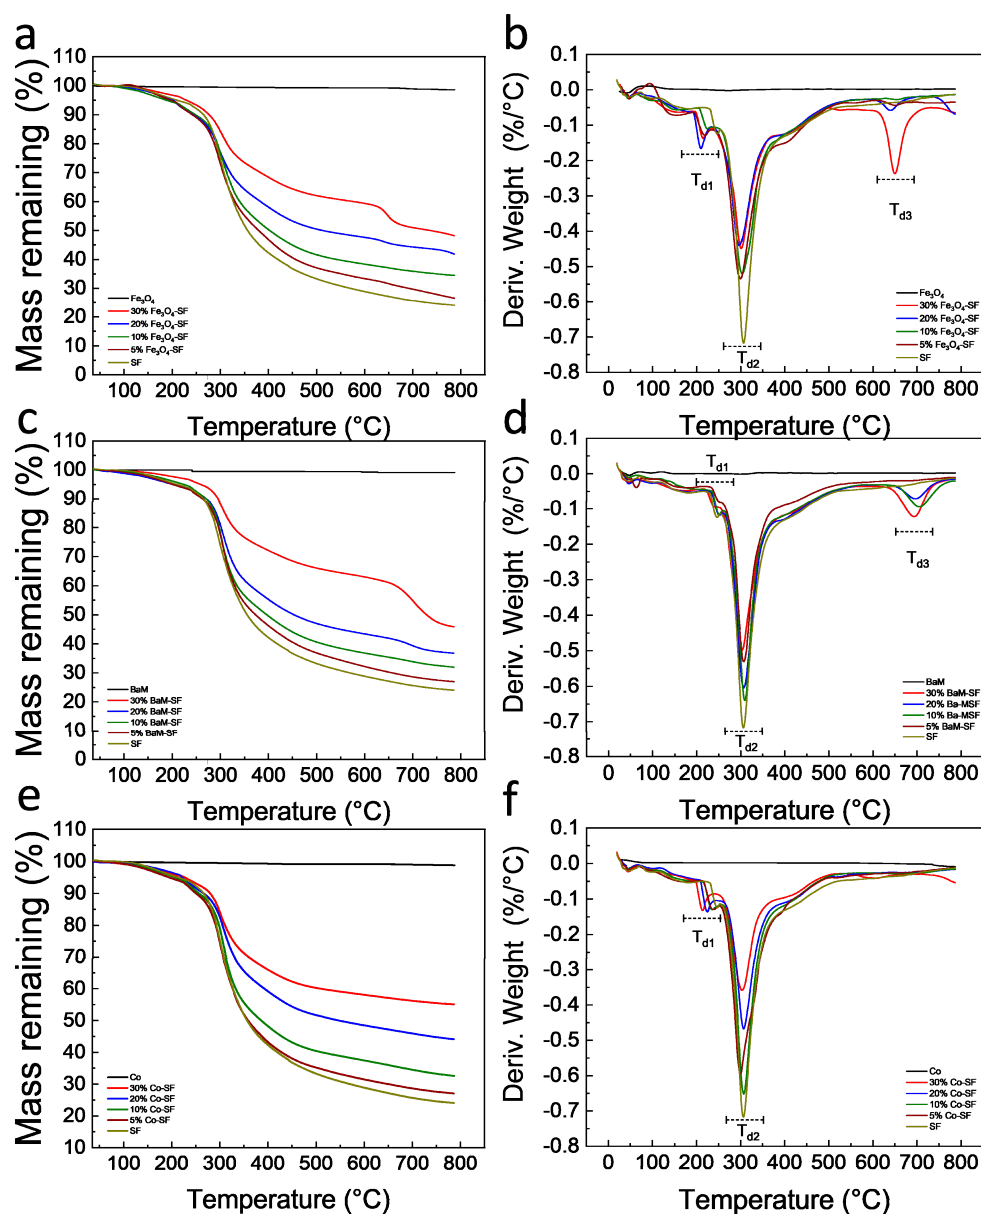 a
Mass remaining (%)
110
100
90
80
70
60
50
40
30
20
10
0
Fe₃O₄
30% Fe₃O₄-SF
20% Fe₃O₄-SF
10% Fe₃O₄-SF
5% Fe₃O₄-SF
SF
100 200 300 400 500 600 700 800
Temperature (°C)
b
Deriv. Weight (%/°C)
0.1
0.0
-0.1
-0.2
-0.3
-0.4
-0.5
-0.6
-0.7
-0.8
Td1
Td3
Td2
Fe₃O₄
30% Fe₃O₄-SF
20% Fe₃O₄-SF
10% Fe₃O₄-SF
5% Fe₃O₄-SF
SF
0 100 200 300 400 500 600 700 800
Temperature (°C)
c
Mass remaining (%)
110
100
90
80
70
60
50
40
30
20
10
0
BaM
30% BaM-SF
20% BaM-SF
10% BaM-SF
5% BaM-SF
SF
100 200 300 400 500 600 700 800
Temperature (°C)
d
Deriv. Weight (%/°C)
0.1
0.0
-0.1
-0.2
-0.3
-0.4
-0.5
-0.6
-0.7
-0.8
Td1
Td3
Td2
BaM
30% BaM-SF
20% Ba-MSF
10% Ba-MSF
5% BaM-SF
SF
0 100 200 300 400 500 600 700 800
Temperature (°C)
e
Mass remaining (%)
110
100
90
80
70
60
50
40
30
20
10
Co
30% Co-SF
20% Co-SF
10% Co-SF
5% Co-SF
SF
100 200 300 400 500 600 700 800
Temperature (°C)
f
Deriv. Weight (%/°C)
0.1
0.0
-0.1
-0.2
-0.3
-0.4
-0.5
-0.6
-0.7
-0.8
Td1
Td2
Co
30% Co-SF
20% Co-SF
10% Co-SF
5% Co-SF
SF
0 100 200 300 400 500 600 700 800
Temperature (°C)